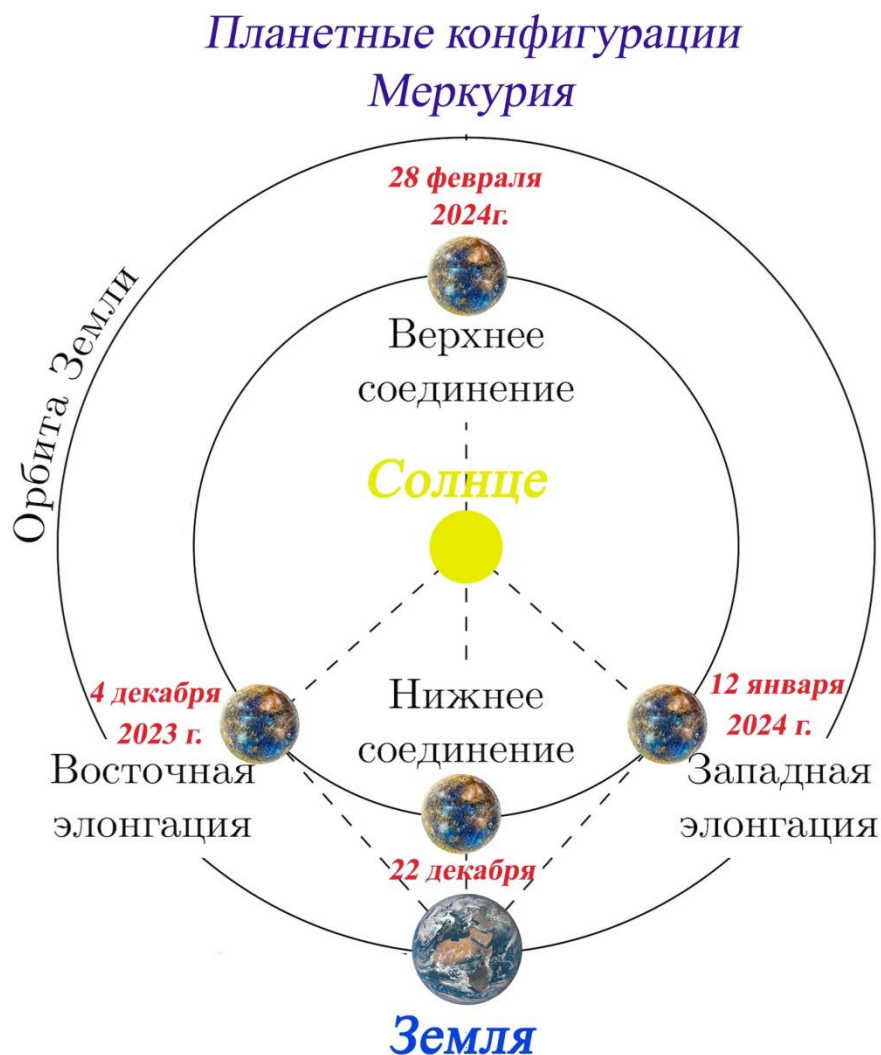 Планетные конфигурации
Меркурия
28 февраля
2024г.
Верхнее
соединение
Орбита Земли
Солнце
4 декабря
2023 г.
Восточная
элонгация
Нижнее
соединение
22 декабря
12 января
2024 г.
Западная
элонгация
Земля